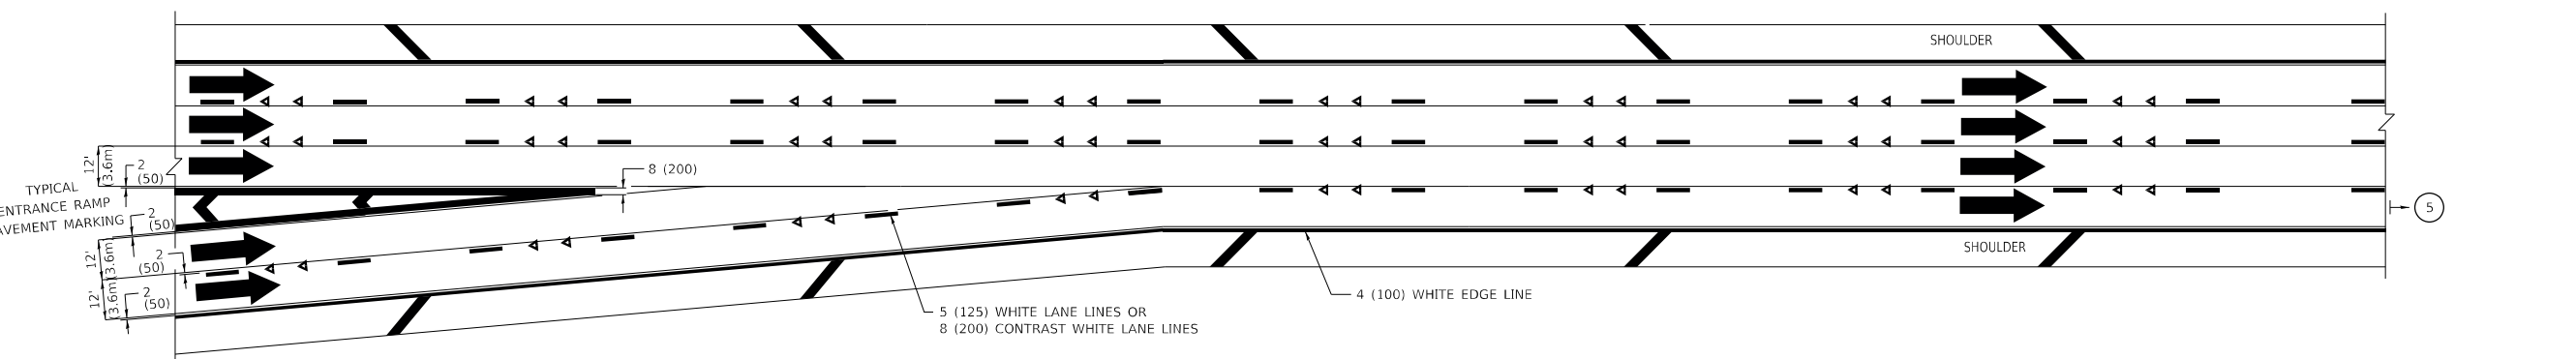 SHOULDER
12'
(3.6m)
2
(50)
8 (200)
TYPICAL
ENTRANCE RAMP
2
(50)
5
12'
(3.6m)
2
(50)
SHOULDER
12'
(3.6m)
2
(50)
4 (100) WHITE EDGE LINE
5 (125) WHITE LANE LINES OR
8 (200) CONTRAST WHITE LANE LINES
AVEMENT MARKING